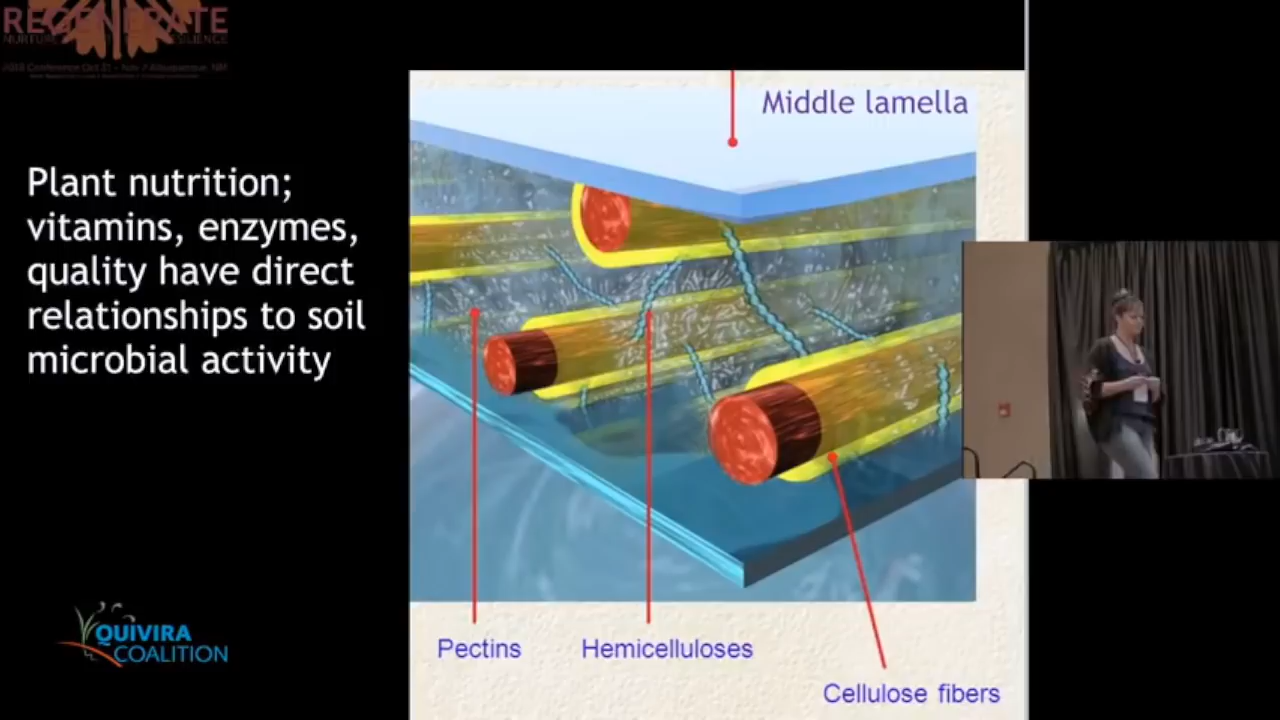 REGENERATE
Middle lamella
Plant nutrition;
vitamins, enzymes,
quality have direct
relationships to soil
microbial activity
QUIVIRA
COALITION
Pectins
Hemicelluloses
Cellulose fibers